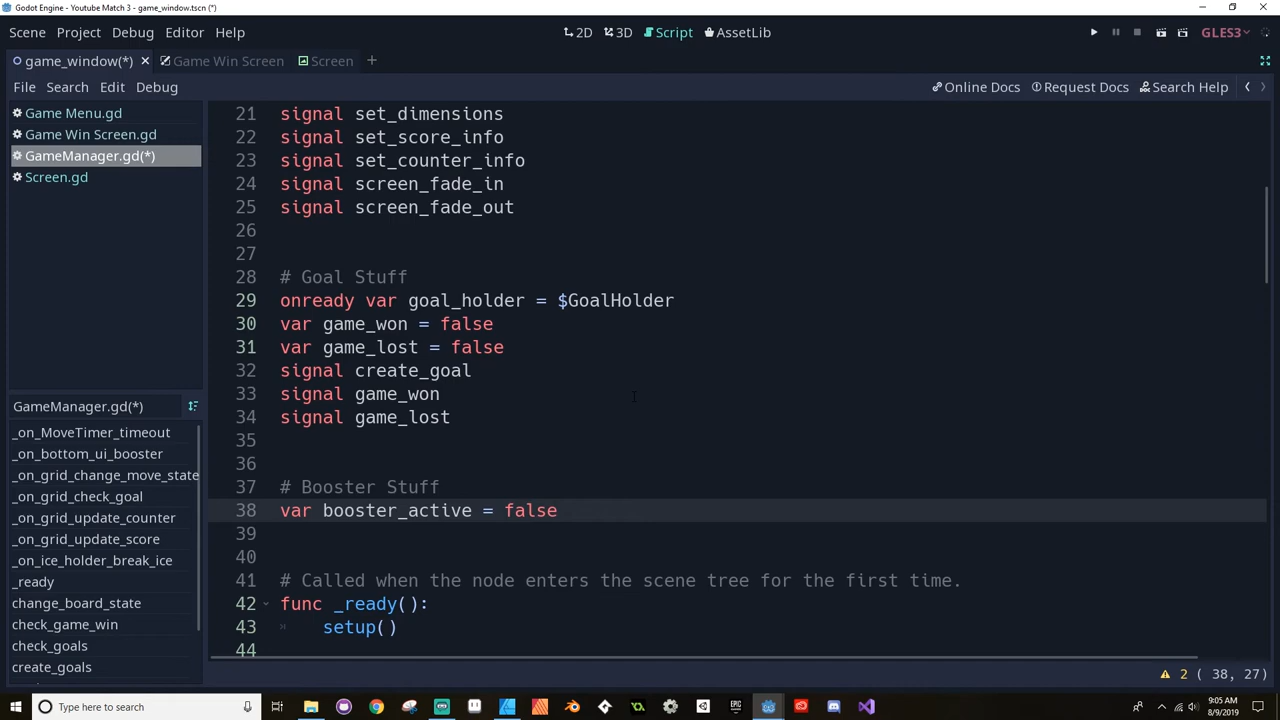 Godot Engine - Youtube Match 3 - game_window.tscn (*)
Scene Project Debug Editor Help 2D 3D Script AssetLib GLES3
game_window(*) Game Win Screen Screen
File Search Edit Debug Online Docs Request Docs Search Help
Game Menu.gd
Game Win Screen.gd
GameManager.gd(*)
Screen.gd
GameManager.gd(*)
_on_MoveTimer_timeout
_on_bottom_ui_booster
_on_grid_change_move_state
_on_grid_check_goal
_on_grid_update_counter
_on_grid_update_score
_on_ice_holder_break_ice
_ready
change_board_state
check_game_win
check_goals
create_goals
21 signal set_dimensions
22 signal set_score_info
23 signal set_counter_info
24 signal screen_fade_in
25 signal screen_fade_out
26
27
28 # Goal Stuff
29 onready var goal_holder = $GoalHolder
30 var game_won = false
31 var game_lost = false
32 signal create_goal
33 signal game_won
34 signal game_lost
35
36
37 # Booster Stuff
38 var booster_active = false
39
40
41 # Called when the node enters the scene tree for the first time.
42 func _ready():
43 setup()
44
2 ( 38, 27)
Type here to search
9:05 AM
8/9/2019